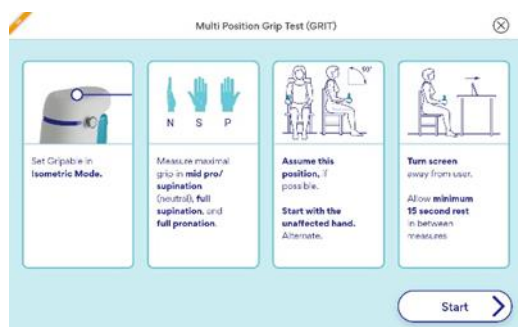 Multi Position Grip Test (GRIT)
N S P
90°
Set Gripable in
Isometric Mode.
Measure maximal
grip in mid pro/
supination
(neutral), full
supination, and
full pronation.
Assume this
position, if
possible.
Start with the
unaffected hand.
Alternate.
Turn screen
away from user.
Allow minimum
15 second rest
in between
measures
Start